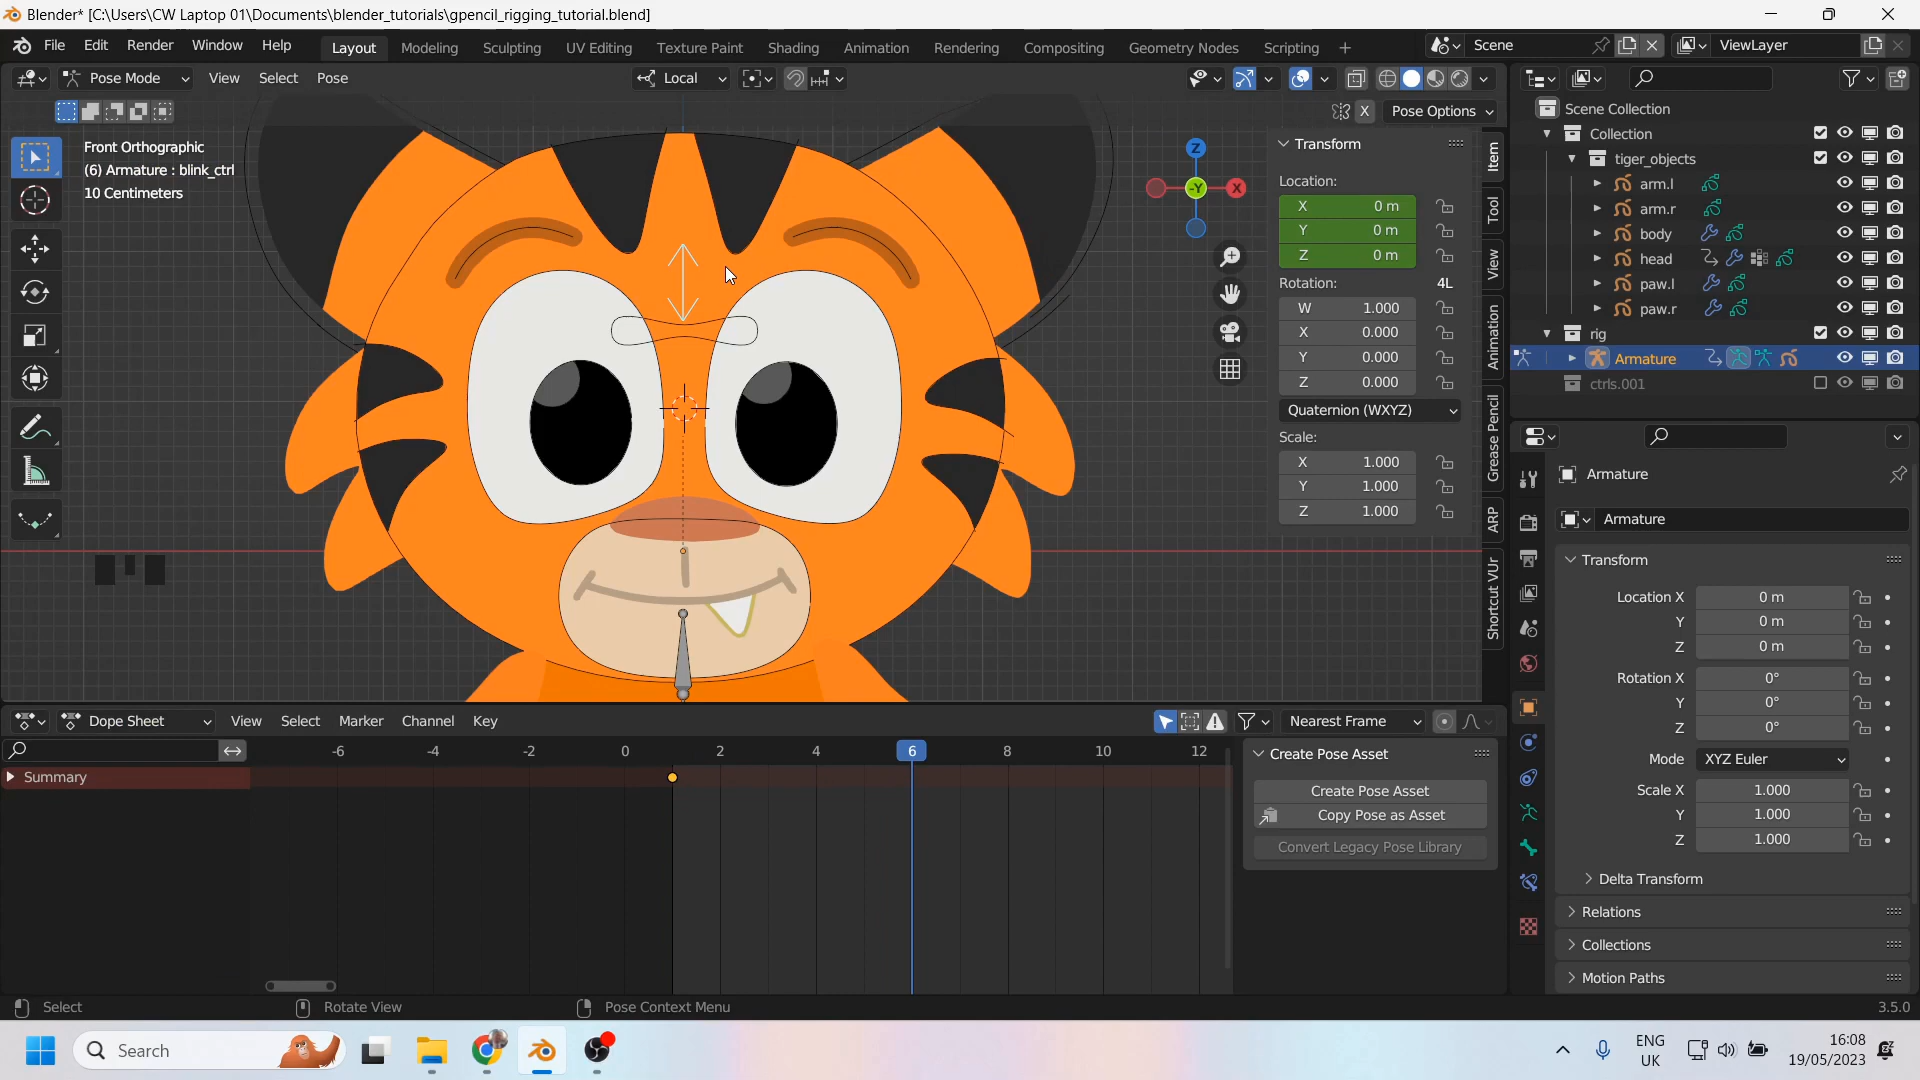 Blender* [C:\Users\CW Laptop 01\Documents\blender_tutorials\gpencil_rigging_tutorial.blend]
File Edit Render Window Help
Layout Modeling Sculpting UV Editing Texture Paint Shading Animation Rendering Compositing Geometry Nodes Scripting +
Scene
ViewLayer
Pose Mode View Select Pose
Local
X Pose Options
Front Orthographic
(6) Armature : blink_ctrl
10 Centimeters
Z
-Y
X
Transform
Location:
X 0 m
Y 0 m
Z 0 m
Rotation: 4L
W 1.000
X 0.000
Y 0.000
Z 0.000
Quaternion (WXYZ)
Scale:
X 1.000
Y 1.000
Z 1.000
Item
Tool
View
Animation
Grease Pencil
ARP
Shortcut VUr
Scene Collection
Collection
tiger_objects
arm.l
arm.r
body
head
paw.l
paw.r
rig
Armature
ctrls.001
Armature
Armature
Transform
Location X 0 m
Y 0 m
Z 0 m
Rotation X 0°
Y 0°
Z 0°
Mode XYZ Euler
Scale X 1.000
Y 1.000
Z 1.000
Delta Transform
Relations
Collections
Motion Paths
Dope Sheet View Select Marker Channel Key
Nearest Frame
-6 -4 -2 0 2 4 6 8 10 12
Summary
Create Pose Asset
Create Pose Asset
Copy Pose as Asset
Convert Legacy Pose Library
Select Rotate View Pose Context Menu
3.5.0
Search
ENG
UK
16:08
19/05/2023